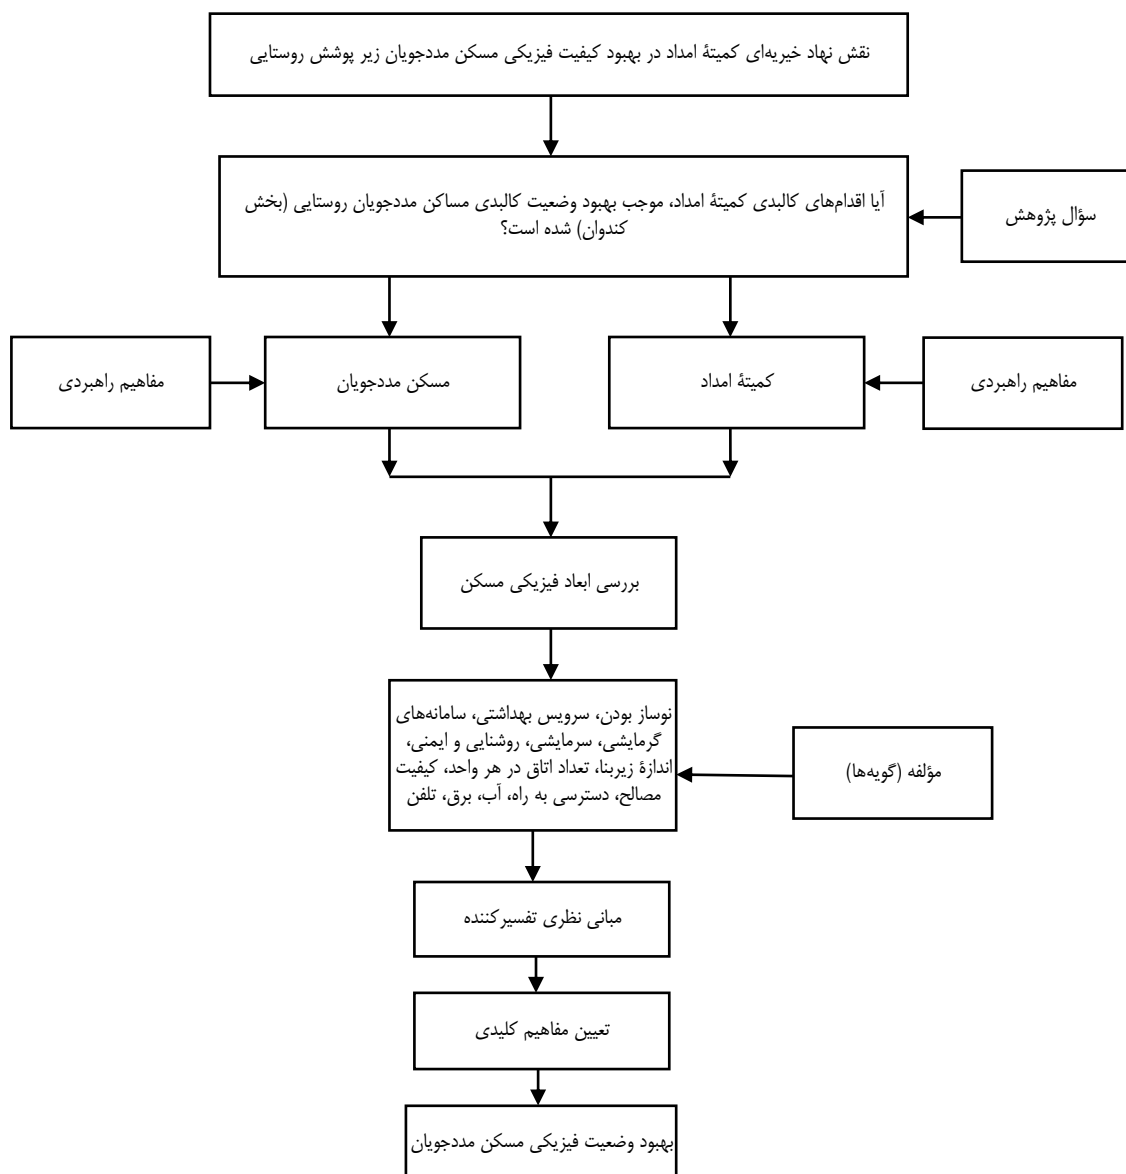 نقش نهاد خیریه‌ای کمیتۀ امداد در بهبود کیفیت فیزیکی مسکن مددجویان زیر پوشش روستایی
آیا اقدام‌های کالبدی کمیتۀ امداد، موجب بهبود وضعیت کالبدی مساکن مددجویان روستایی (بخش
کندوان) شده است؟
سؤال پژوهش
مفاهیم راهبردی
کمیتۀ امداد
مسکن مددجویان
مفاهیم راهبردی
بررسی ابعاد فیزیکی مسکن
نوساز بودن، سرویس بهداشتی، سامانه‌های
گرمایشی، سرمایشی، روشنایی و ایمنی،
اندازۀ زیربنا، تعداد اتاق در هر واحد، کیفیت
مصالح، دسترسی به راه، آب، برق، تلفن
مؤلفه (گویه‌ها)
مبانی نظری تفسیرکننده
تعیین مفاهیم کلیدی
بهبود وضعیت فیزیکی مسکن مددجویان